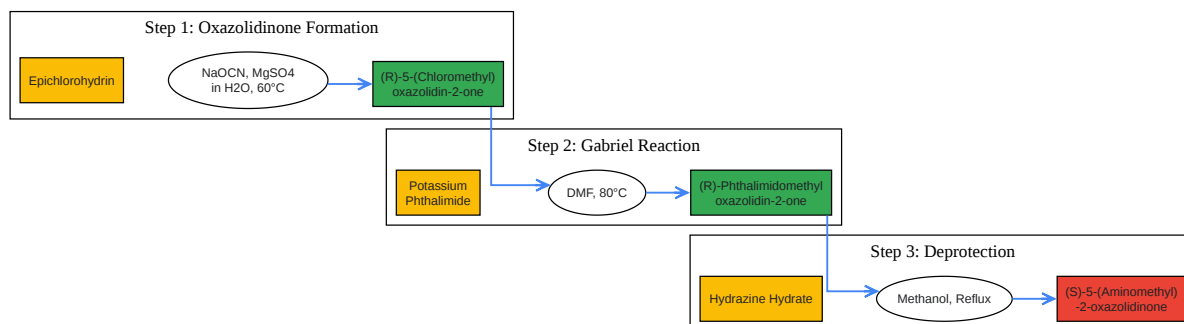 Step 1: Oxazolidinone Formation
Epichlorohydrin
NaOCN, MgSO4
in H2O, 60°C
(R)-5-(Chloromethyl)
oxazolidin-2-one
Step 2: Gabriel Reaction
Potassium
Phthalimide
DMF, 80°C
(R)-Phthalimidomethyl
oxazolidin-2-one
Step 3: Deprotection
Hydrazine Hydrate
Methanol, Reflux
(S)-5-(Aminomethyl)
-2-oxazolidinone